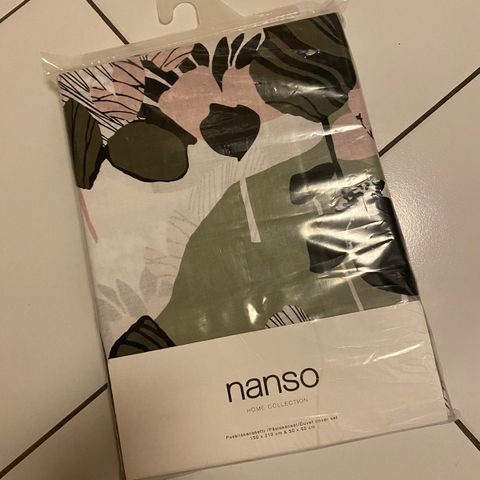 nanso
HOME COLLECTION
Pussilakanasetti /Påslakanset/Duvet cover set
150 x 210 cm & 50 x 60 cm